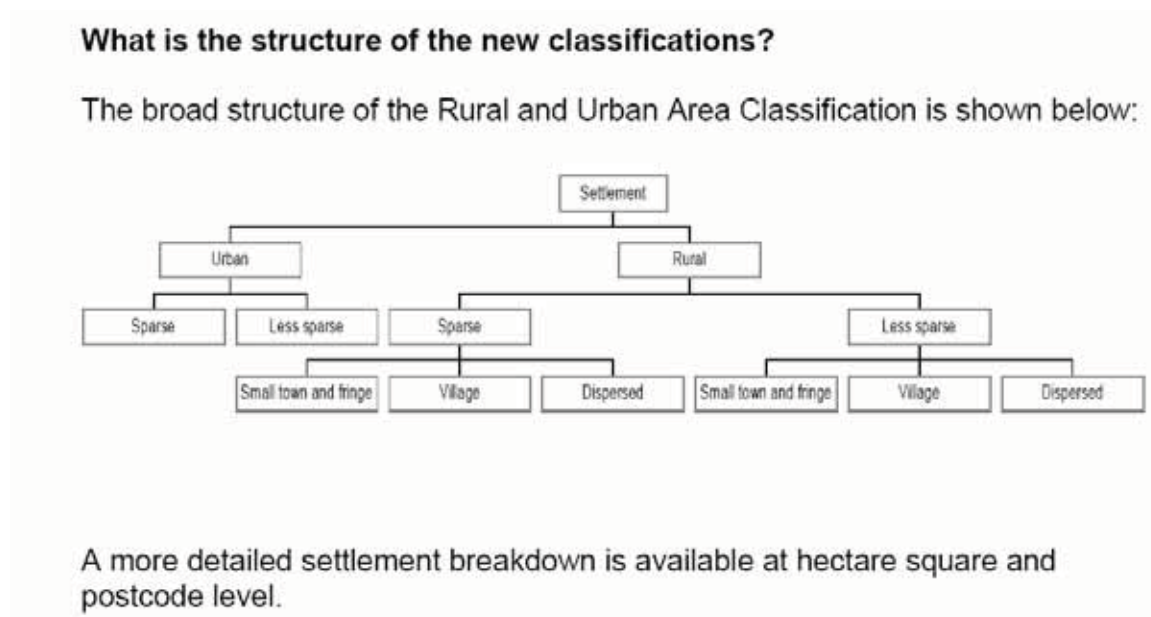 What is the structure of the new classifications?
The broad structure of the Rural and Urban Area Classification is shown below:
Settlement
Urban
Rural
Sparse
Less sparse
Sparse
Less sparse
Small town and fringe
Village
Dispersed
Small town and fringe
Village
Dispersed
A more detailed settlement breakdown is available at hectare square and
postcode level.